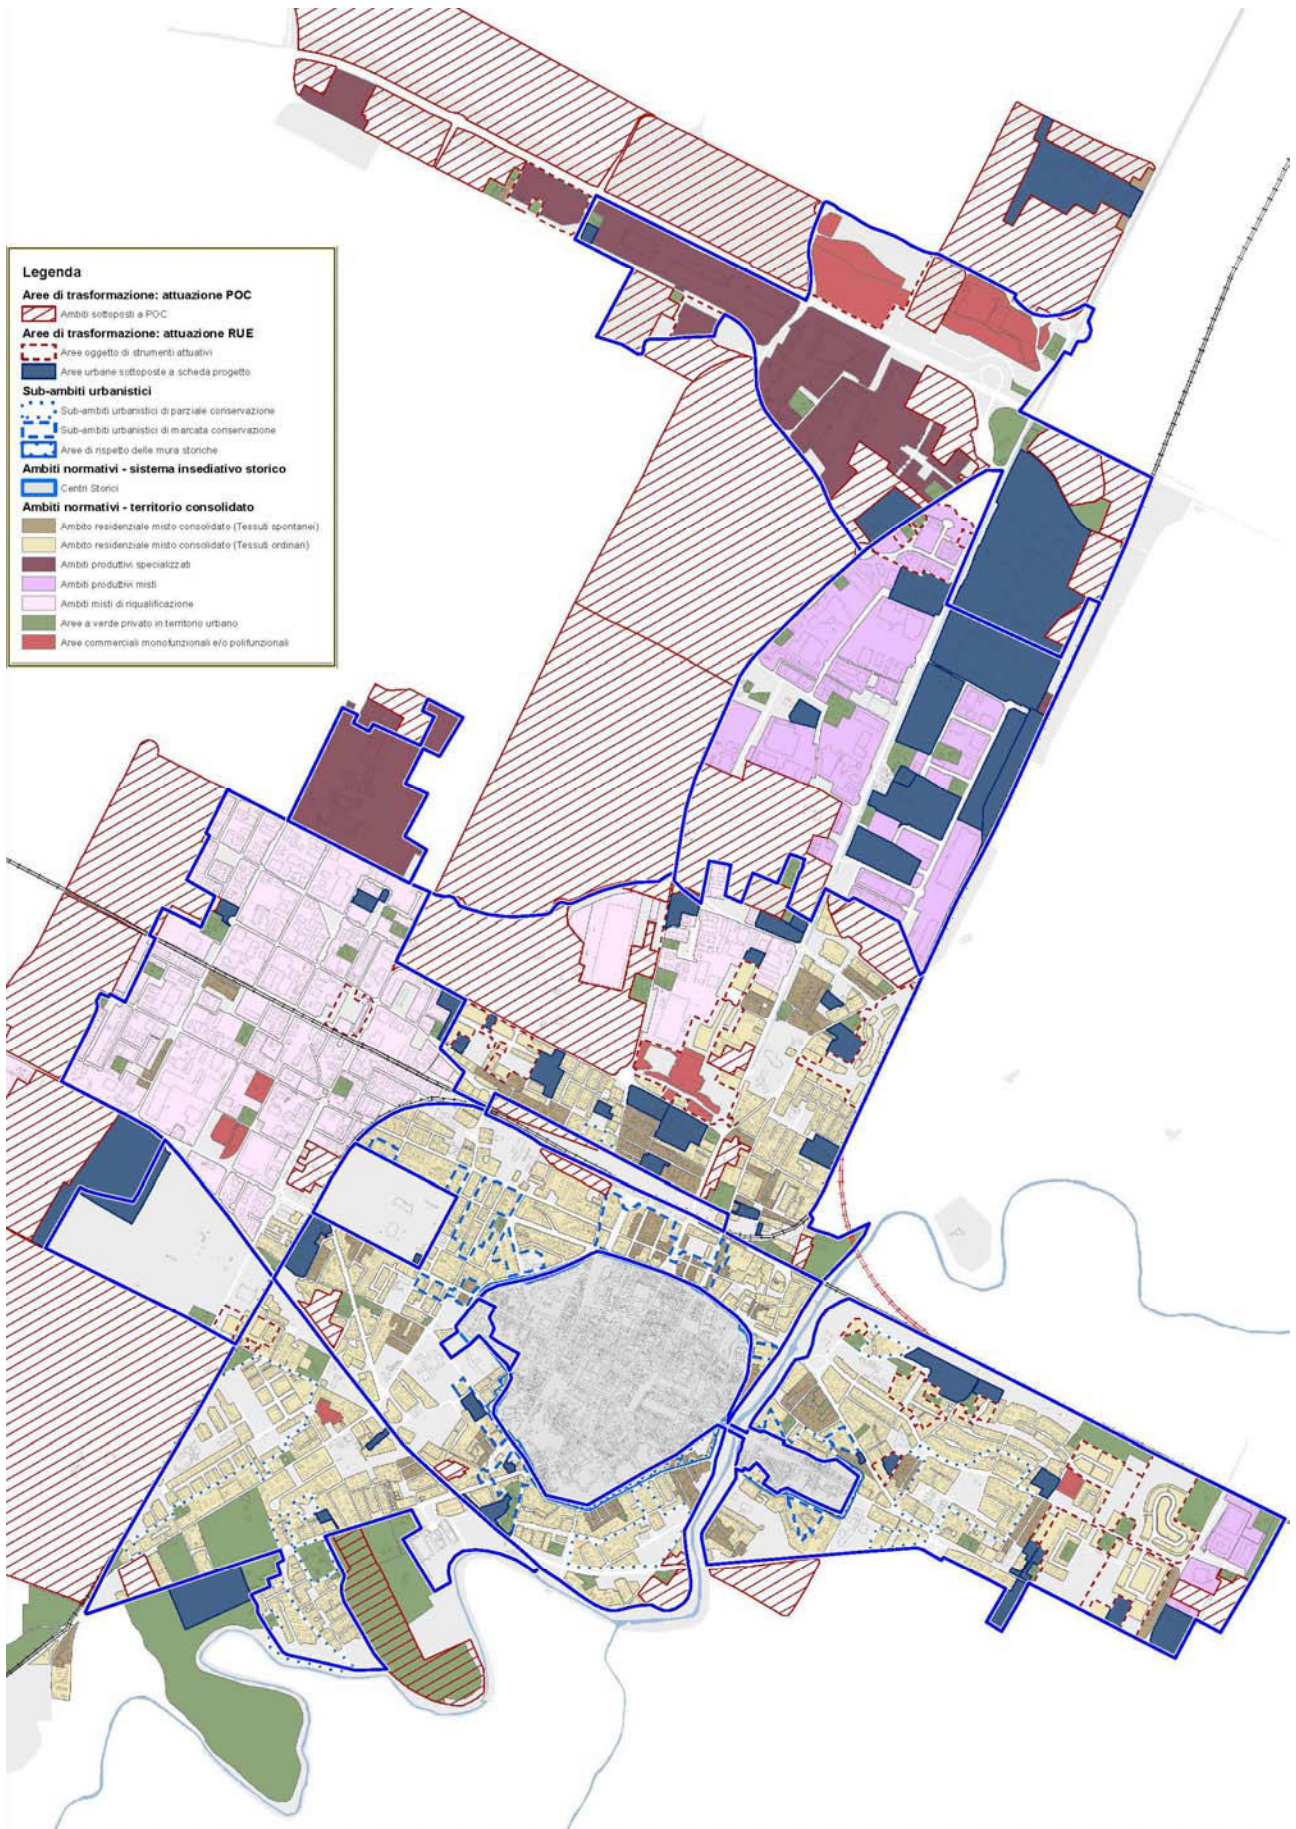 Legenda
Aree di trasformazione: attuazione POC
Ambiti sottoposti a POC
Aree di trasformazione: attuazione RUE
Aree oggetto di strumenti attuativi
Aree urbane sottoposte a scheda progetto
Sub-ambiti urbanistici
Sub-ambiti urbanistici di parziale conservazione
Sub-ambiti urbanistici di marcata conservazione
Aree di rispetto delle mura storiche
Ambiti normativi - sistema insediativo storico
Centri Storici
Ambiti normativi - territorio consolidato
Ambito residenziale misto consolidato (Tessuti spontanei)
Ambito residenziale misto consolidato (Tessuti ordinari)
Ambiti produttivi specializzati
Ambiti produttivi misti
Ambiti misti di riqualificazione
Aree a verde privato in territorio urbano
Aree commerciali monofunzionali e/o polifunzionali